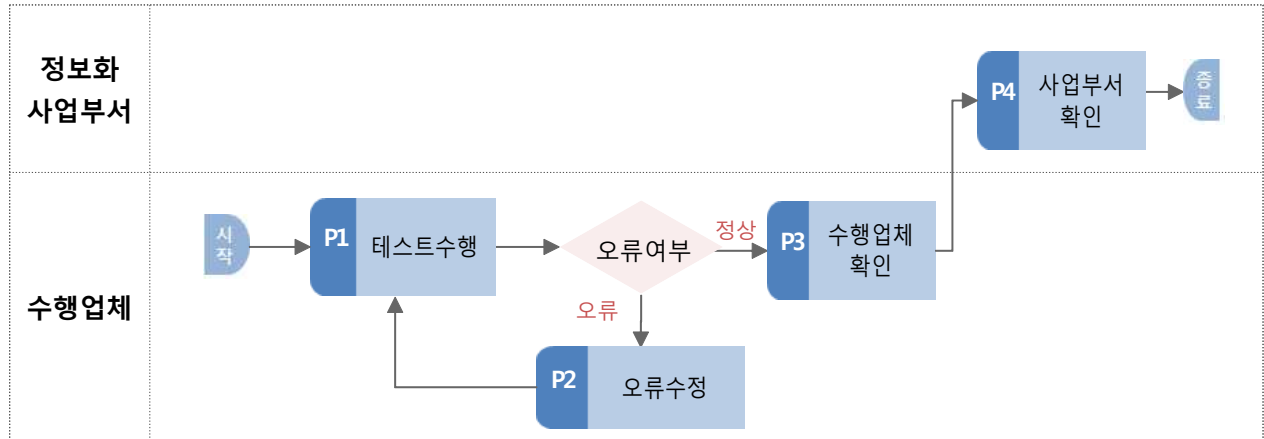 정보화
사업부서
P4
사업부서
확인
종
료
수행업체
시
작
P1
테스트수행
오류여부
정상
P3
수행업체
확인
오류
P2
오류수정